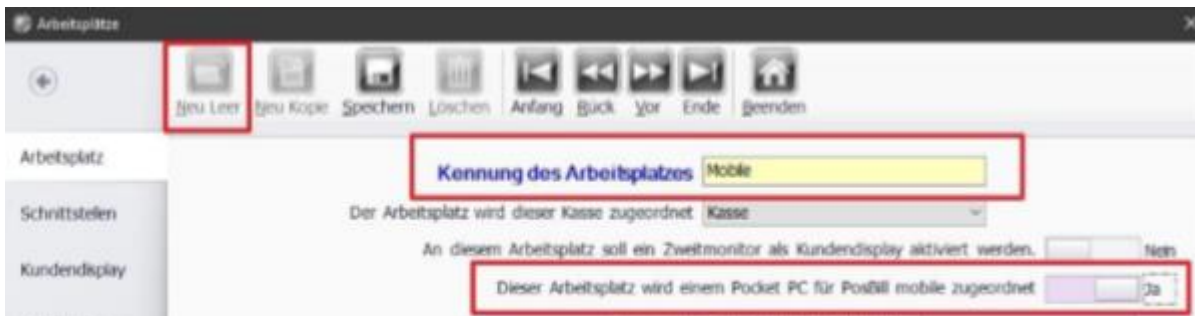 Arbeitsplätze
Neu Leer Neu Kopie Speichern Löschen Anfang Rück Vor Ende Beenden
Arbeitsplatz
Kennung des Arbeitsplatzes Mobile
Schnittstelen
Der Arbeitsplatz wird dieser Kasse zugeordnet Kasse
An diesem Arbeitsplatz soll ein Zweitmonitor als Kundendisplay aktiviert werden. Nein
Kundendisplay
Dieser Arbeitsplatz wird einem Pocket PC für PosBill mobile zugeordnet Ja